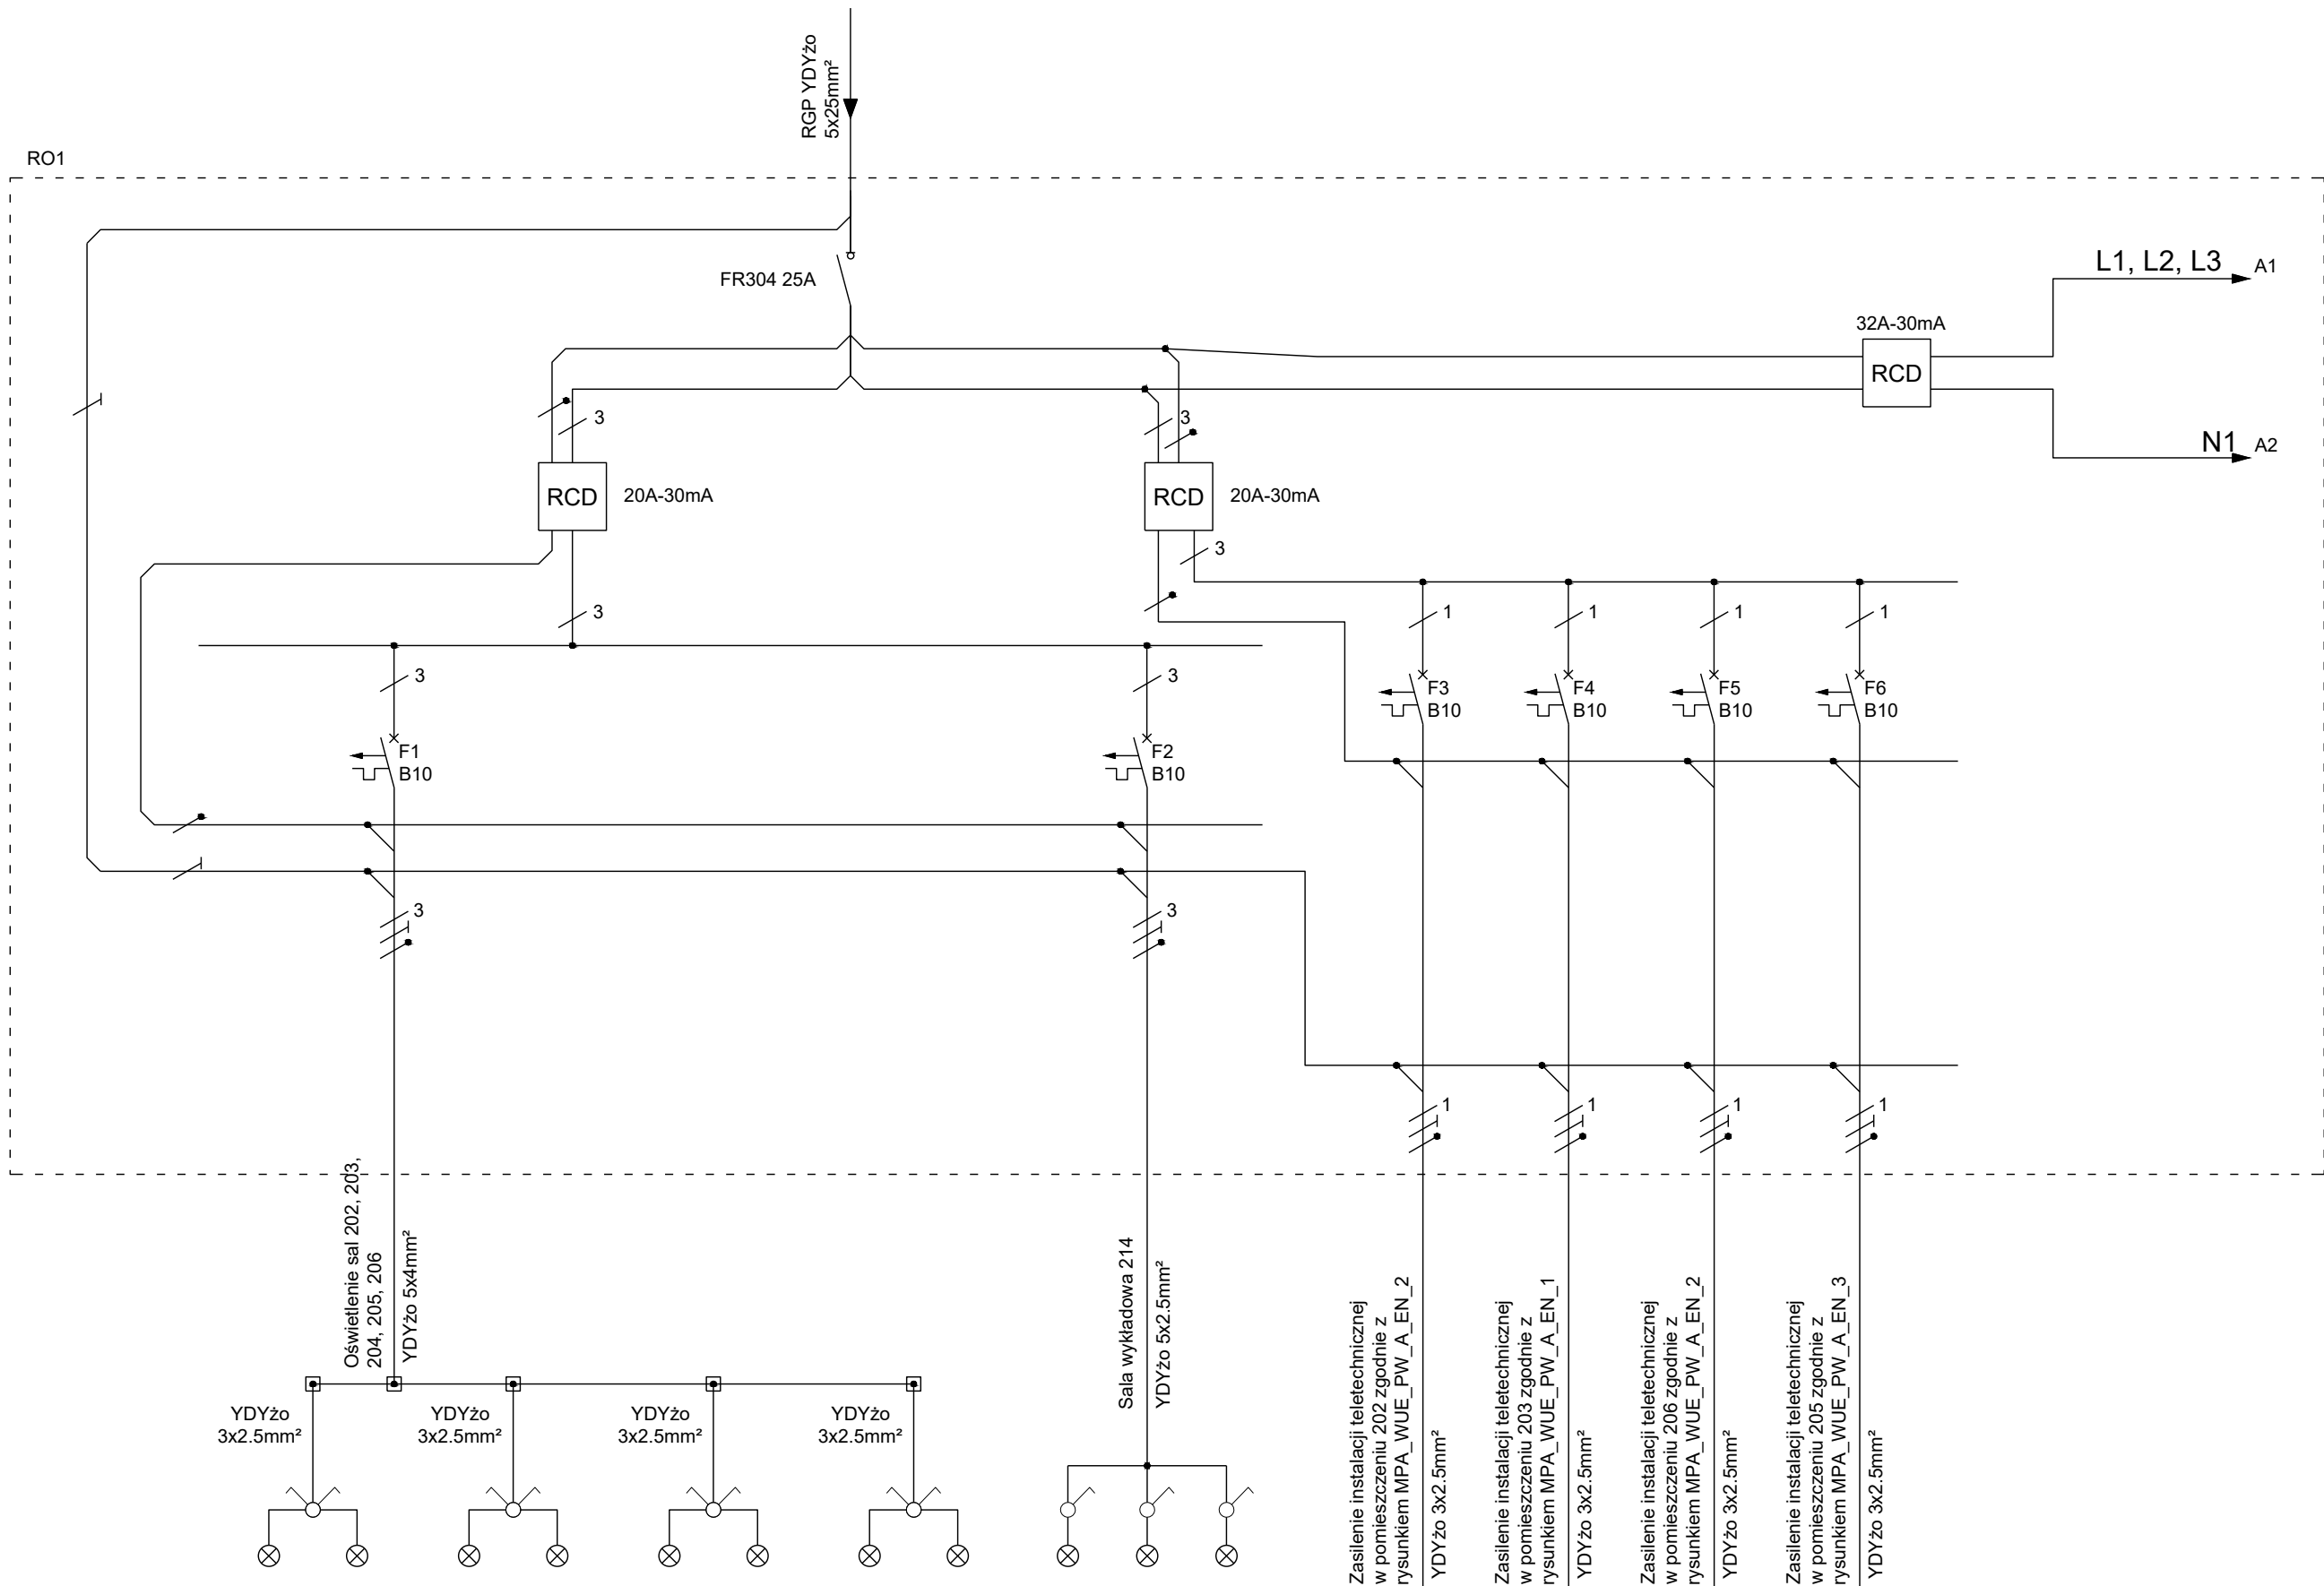 RGP YDYżo
5x25mm²
RO1
FR304 25A
L1, L2, L3
A1
32A-30mA
RCD
N1
A2
3
3
RCD
20A-30mA
RCD
20A-30mA
3
3
1
1
1
1
3
3
F3
B10
F4
B10
F5
B10
F6
B10
F1
B10
F2
B10
3
3
1
1
1
1
Oświetlenie sal 202, 203,
204, 205, 206
YDYżo 5x4mm²
Sala wykładowa 214
YDYżo 5x2.5mm²
Zasilenie instalacji teletechnicznej
w pomieszczeniu 202 zgodnie z
rysunkiem MPA_WUE_PW_A_EN_2
YDYżo 3x2.5mm²
Zasilenie instalacji teletechnicznej
w pomieszczeniu 203 zgodnie z
rysunkiem MPA_WUE_PW_A_EN_1
YDYżo 3x2.5mm²
Zasilenie instalacji teletechnicznej
w pomieszczeniu 206 zgodnie z
rysunkiem MPA_WUE_PW_A_EN_2
YDYżo 3x2.5mm²
Zasilenie instalacji teletechnicznej
w pomieszczeniu 205 zgodnie z
rysunkiem MPA_WUE_PW_A_EN_3
YDYżo 3x2.5mm²
YDYżo
3x2.5mm²
YDYżo
3x2.5mm²
YDYżo
3x2.5mm²
YDYżo
3x2.5mm²